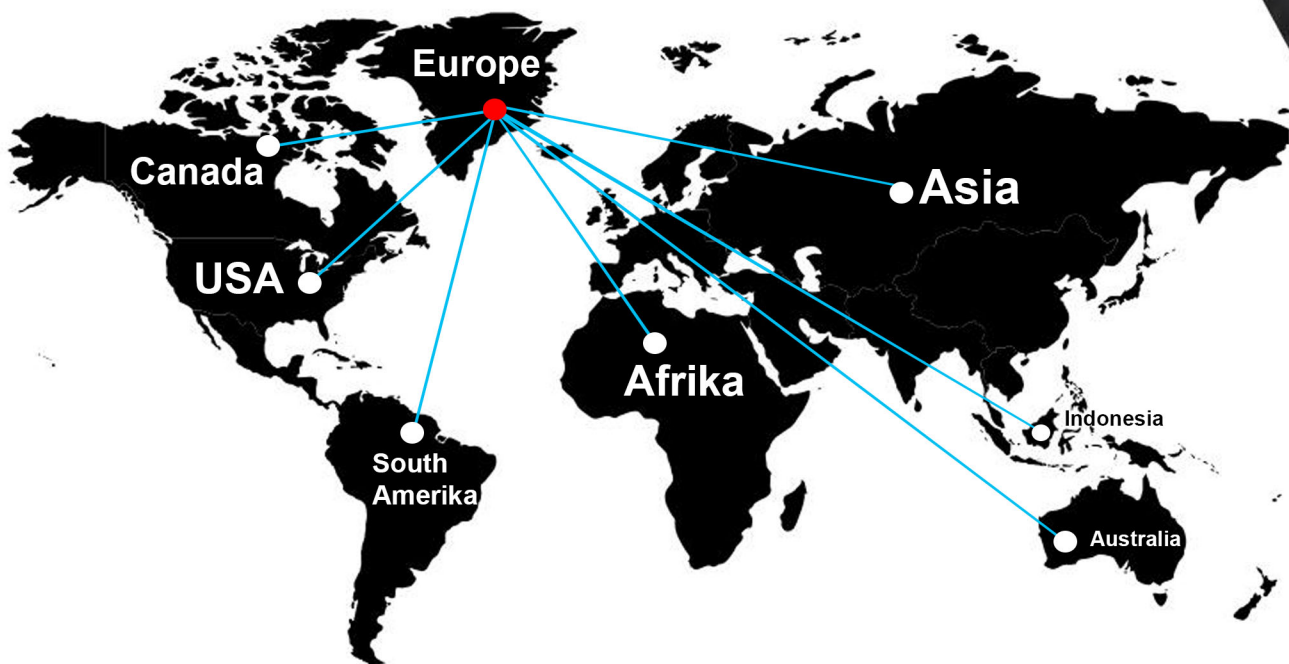 Europe
Canada
Asia
USA
Afrika
Indonesia
South
Amerika
Australia